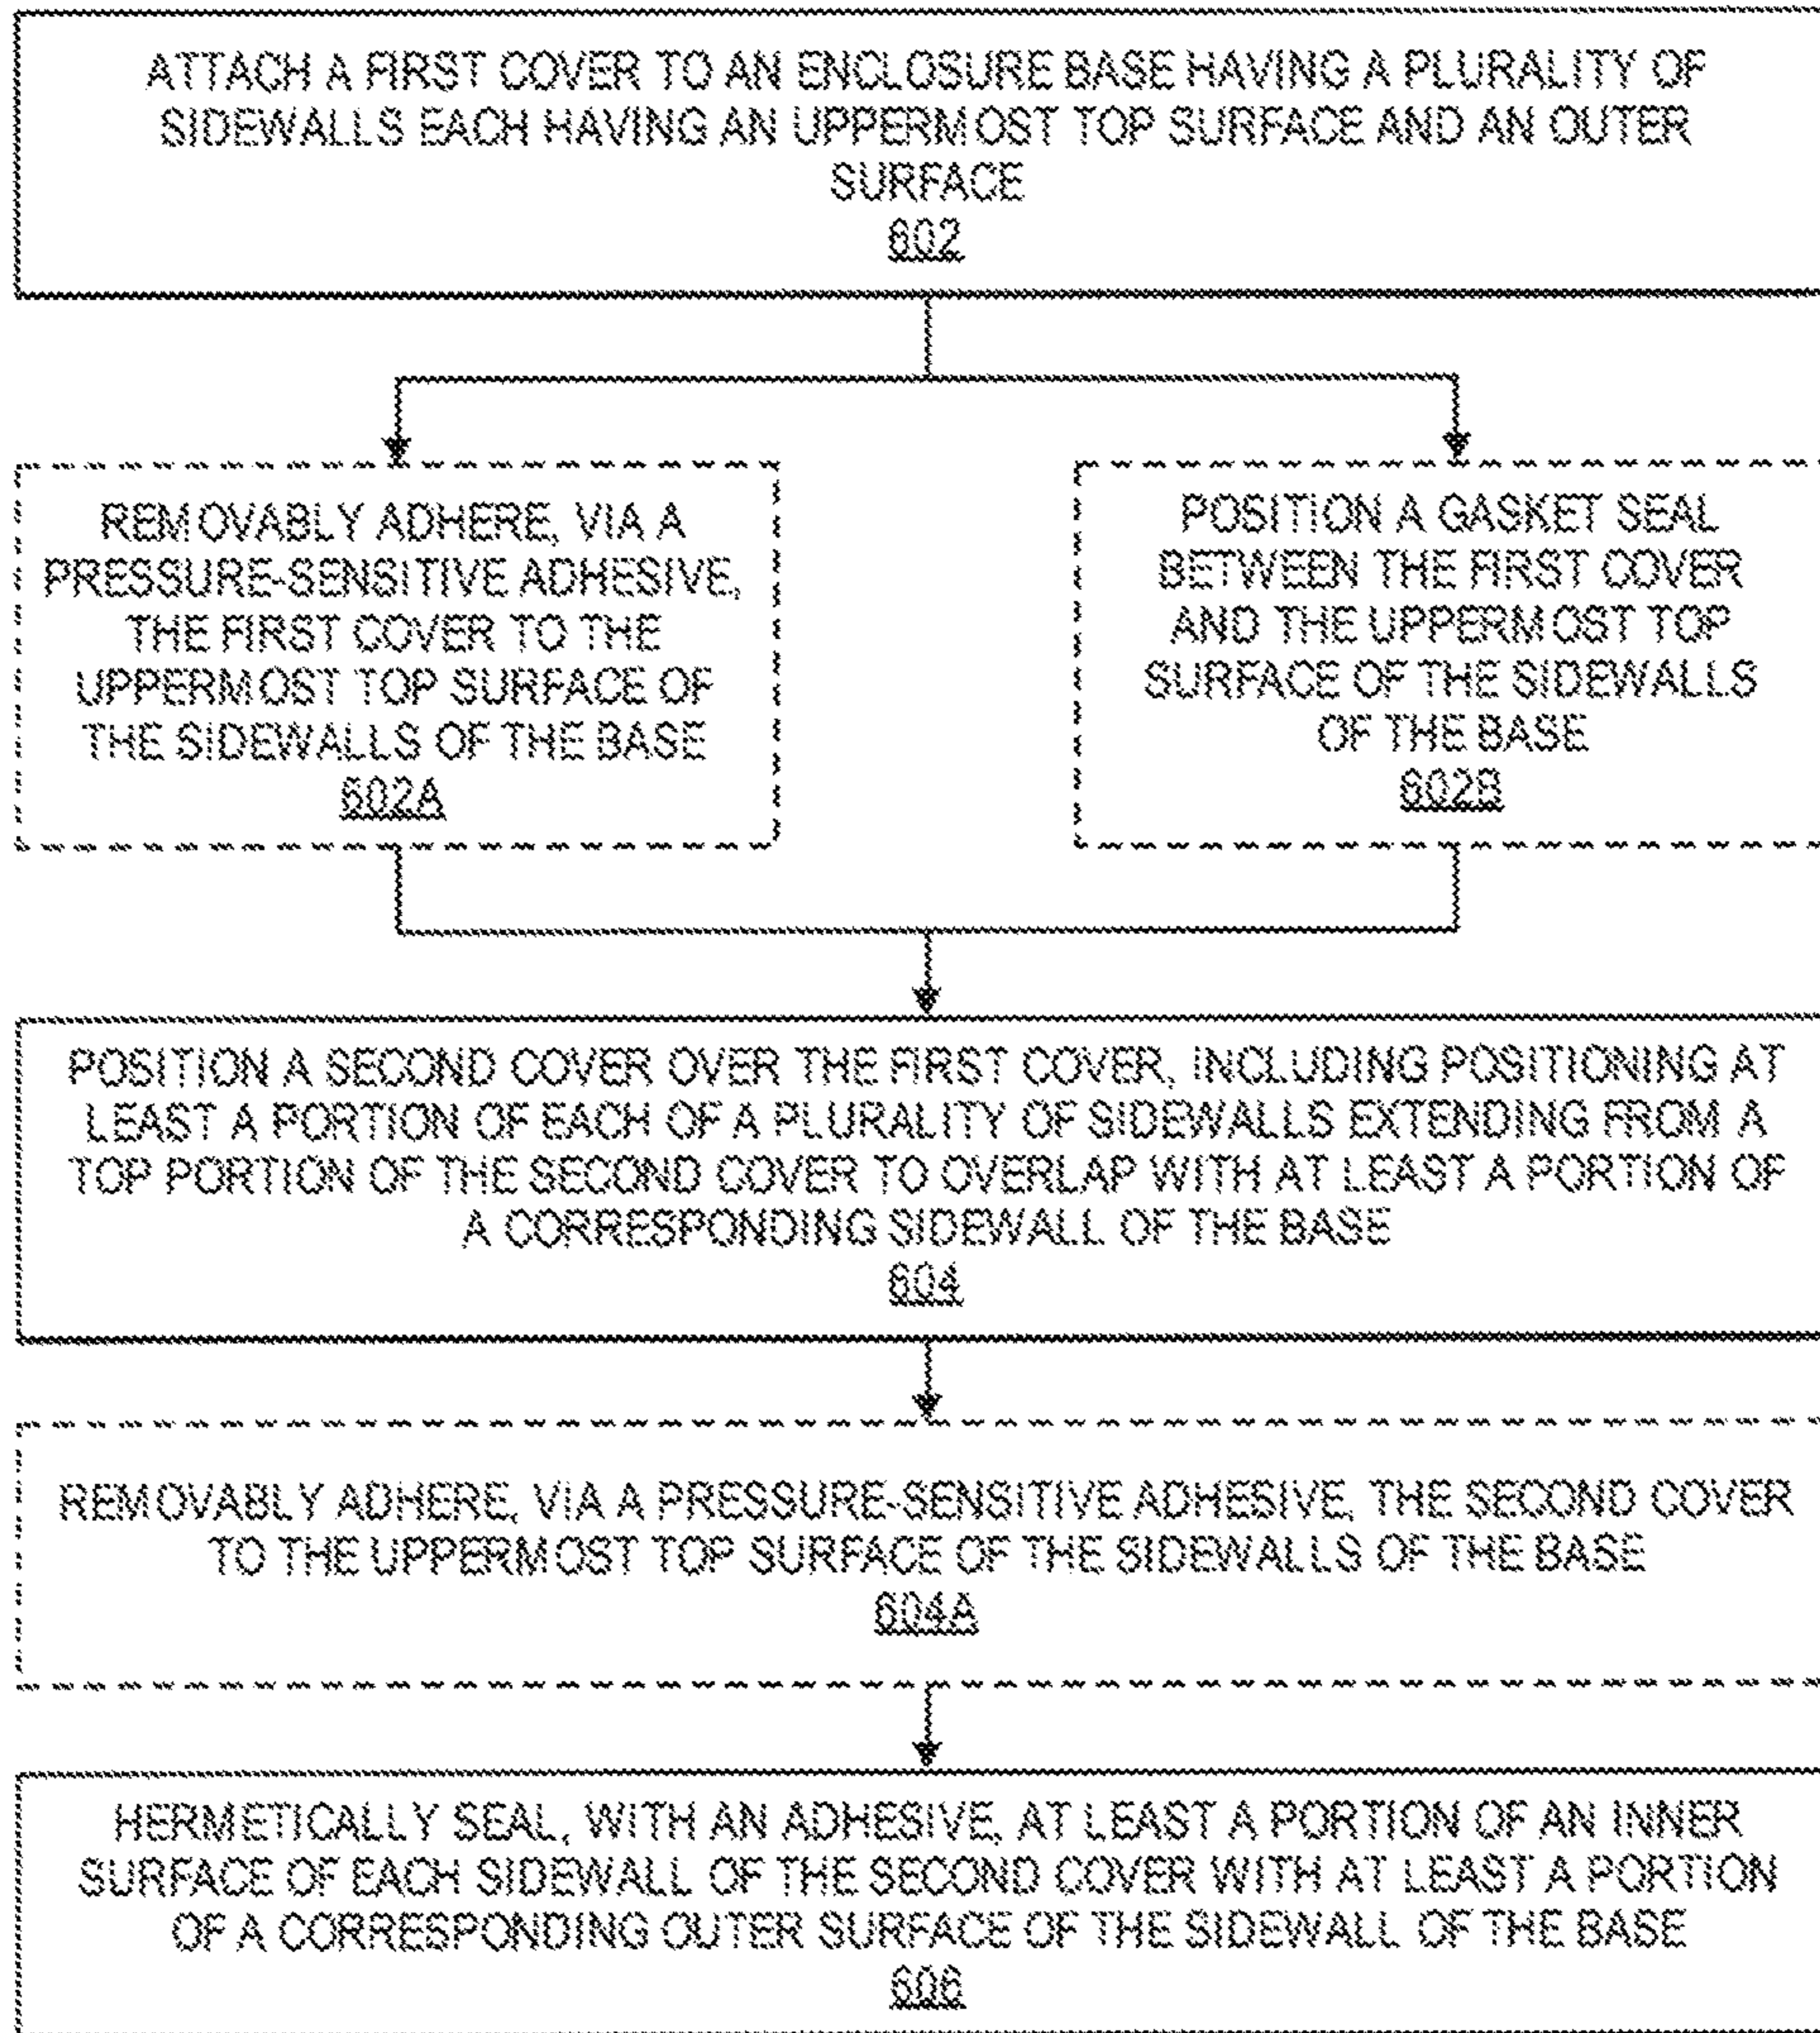 ATTACH A FIRST COVER TO AN ENCLOSURE BASE HAVING A PLURALITY OF
SIDEWALLS EACH HAVING AN UPPERMOST TOP SURFACE AND AN OUTER
SURFACE
602
REMOVABLY ADHERE, VIA A
PRESSURE-SENSITIVE ADHESIVE,
THE FIRST COVER TO THE
UPPERMOST TOP SURFACE OF
THE SIDEWALLS OF THE BASE
602A
POSITION A GASKET SEAL
BETWEEN THE FIRST COVER
AND THE UPPERMOST TOP
SURFACE OF THE SIDEWALLS
OF THE BASE
602B
POSITION A SECOND COVER OVER THE FIRST COVER, INCLUDING POSITIONING AT
LEAST A PORTION OF EACH OF A PLURALITY OF SIDEWALLS EXTENDING FROM A
TOP PORTION OF THE SECOND COVER TO OVERLAP WITH AT LEAST A PORTION OF
A CORRESPONDING SIDEWALL OF THE BASE
604
REMOVABLY ADHERE, VIA A PRESSURE-SENSITIVE ADHESIVE, THE SECOND COVER
TO THE UPPERMOST TOP SURFACE OF THE SIDEWALLS OF THE BASE
604A
HERMETICALLY SEAL, WITH AN ADHESIVE, AT LEAST A PORTION OF AN INNER
SURFACE OF EACH SIDEWALL OF THE SECOND COVER WITH AT LEAST A PORTION
OF A CORRESPONDING OUTER SURFACE OF THE SIDEWALL OF THE BASE
606